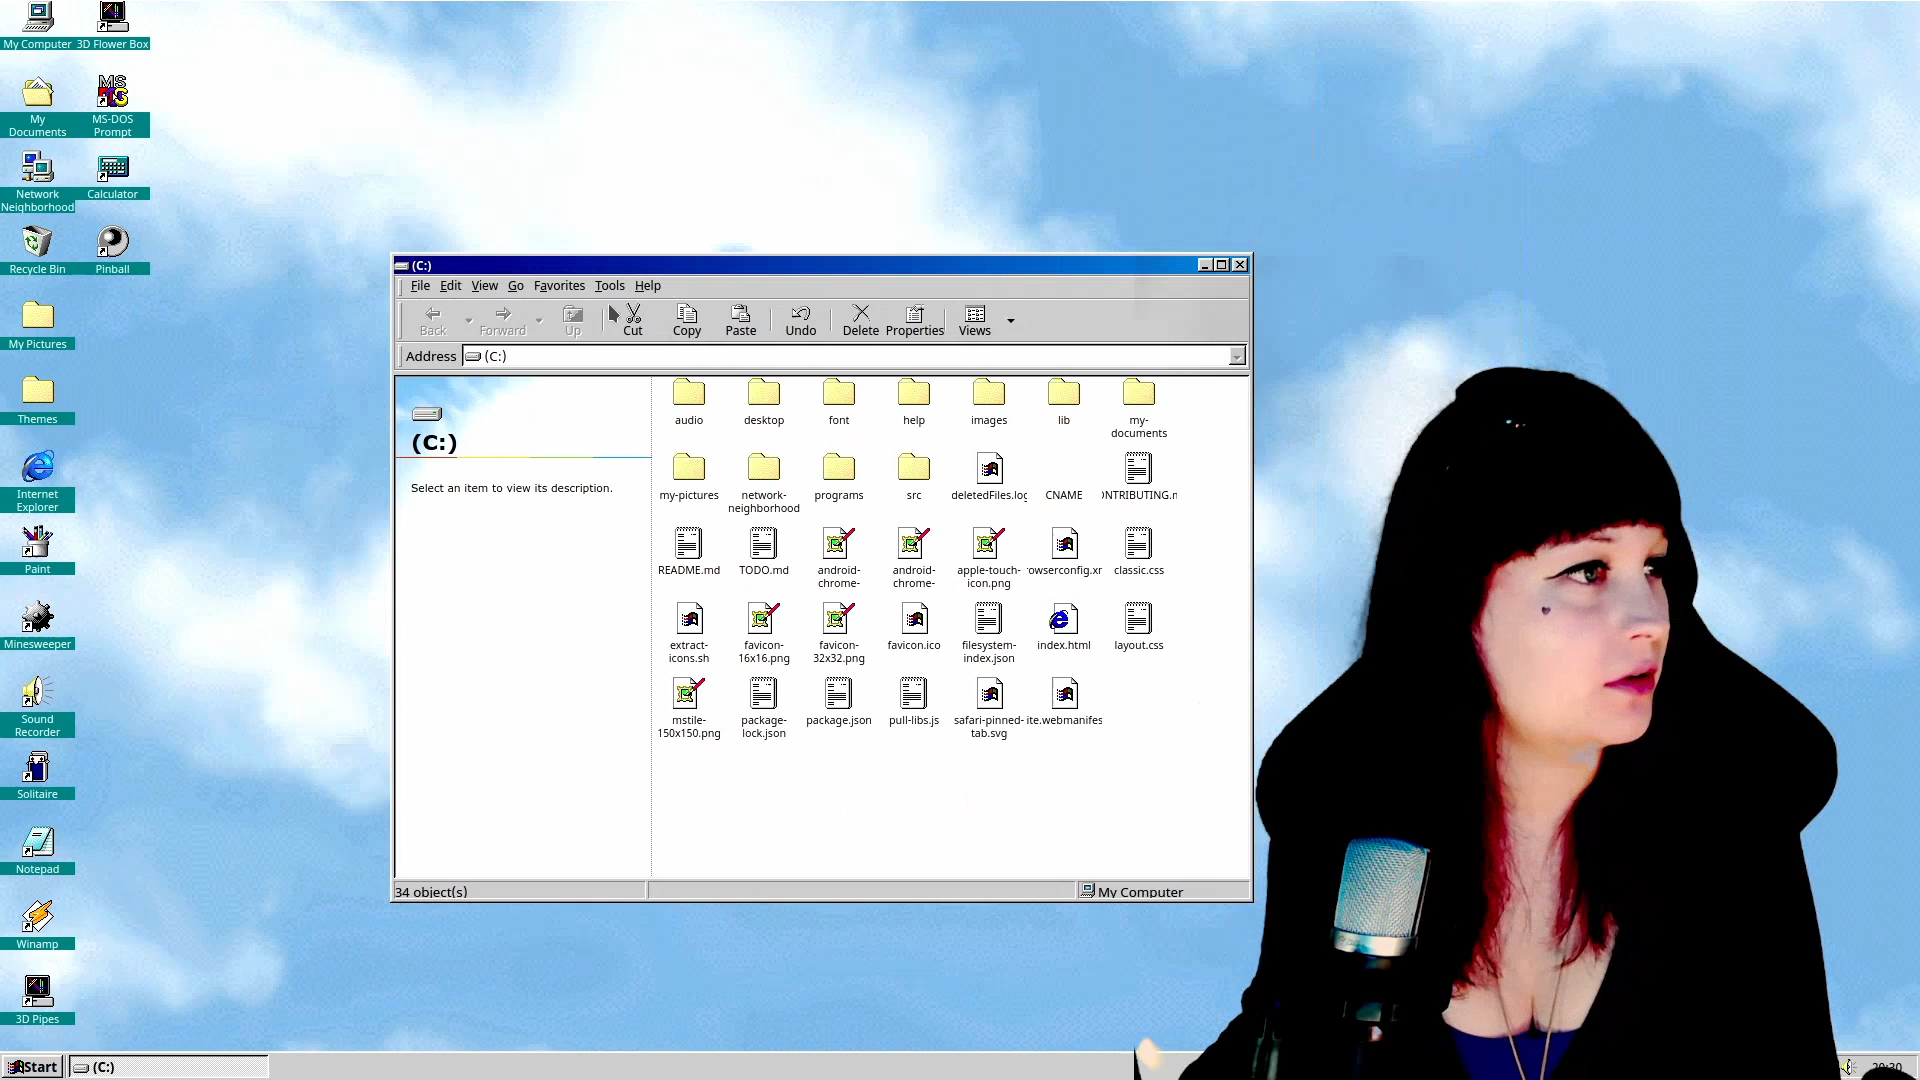 My Computer
3D Flower Box
My
Documents
MS-DOS
Prompt
Network
Neighborhood
Calculator
Recycle Bin
Pinball
My Pictures
Themes
Internet
Explorer
Paint
Minesweeper
Sound
Recorder
Solitaire
Notepad
Winamp
3D Pipes
(C:)
File Edit View Go Favorites Tools Help
Back Forward Up Cut Copy Paste Undo Delete Properties Views
Address (C:)
(C:)
Select an item to view its description.
audio
desktop
font
help
images
lib
my-
documents
my-pictures
network-
neighborhood
programs
src
deletedFiles.log
CNAME
ONTRIBUTING.m
README.md
TODO.md
android-
chrome-
android-
chrome-
apple-touch-
icon.png
rowserconfig.xm
classic.css
extract-
icons.sh
favicon-
16x16.png
favicon-
32x32.png
favicon.ico
filesystem-
index.json
index.html
layout.css
mstile-
150x150.png
package-
lock.json
package.json
pull-libs.js
safari-pinned-
tab.svg
ite.webmanifes
34 object(s)
My Computer
Start
(C:)